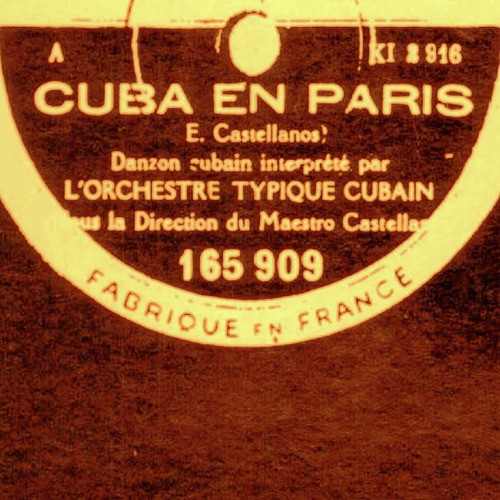 A KI 2916
CUBA EN PARIS
E. Castellanos)
Danzon cubain interprété par
L'ORCHESTRE TYPIQUE CUBAIN
la Direction du Maestro
165 909
FABRIQUE EN FRANCE